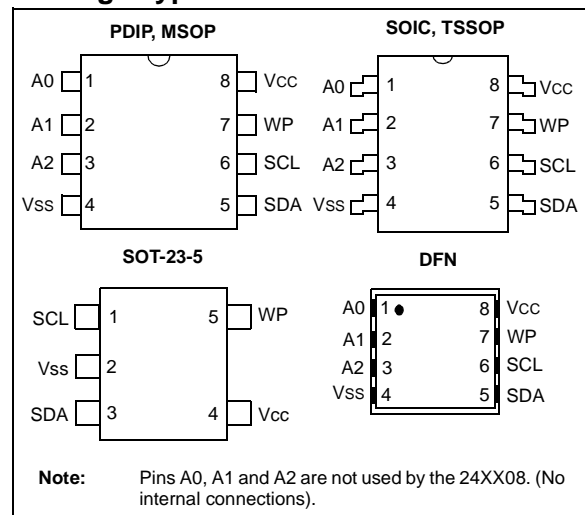 PDIP, MSOP
A0 1 8 VCC
A1 2 7 WP
A2 3 6 SCL
VSS 4 5 SDA
SOIC, TSSOP
A0 1 8 VCC
A1 2 7 WP
A2 3 6 SCL
VSS 4 5 SDA
SOT-23-5
SCL 1 5 WP
Vss 2
SDA 3 4 Vcc
DFN
A0 1 8 VCC
A1 2 7 WP
A2 3 6 SCL
VSS 4 5 SDA
Note: Pins A0, A1 and A2 are not used by the 24XX08. (No
internal connections).